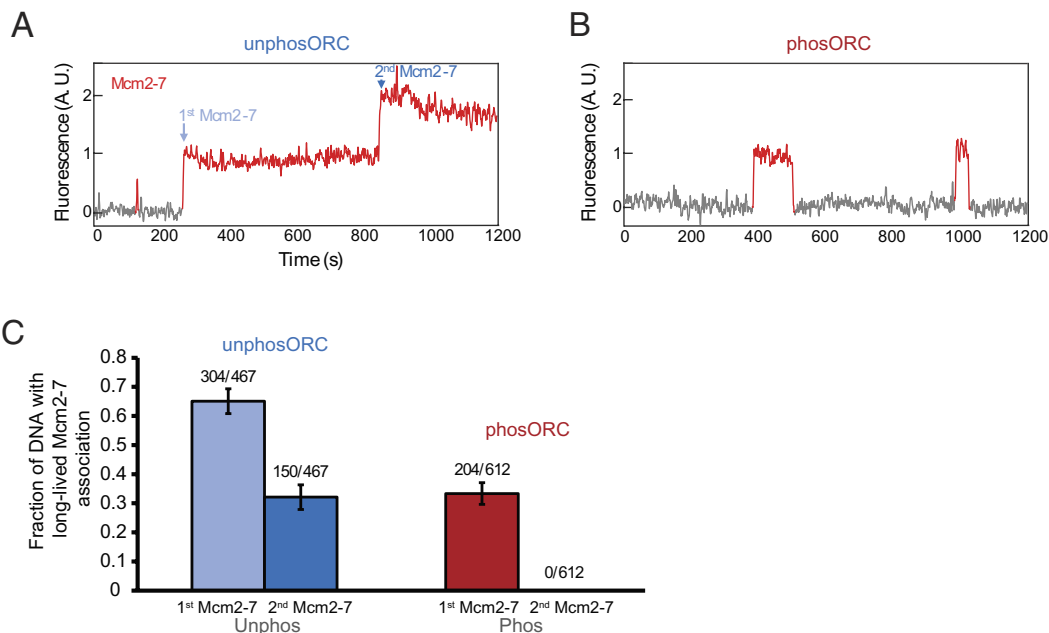 A
unphosORC
Fluorescence (A. U.)
2
1
0
Mcm2-7
1st Mcm2-7
2nd Mcm2-7
0 200 400 600 800 1000 1200
Time (s)
B
phosORC
Fluorescence (A. U.)
2
1
0
0 200 400 600 800 1000 1200
C
unphosORC
Fraction of DNA with
long-lived Mcm2-7
association
0.8
0.7
0.6
0.5
0.4
0.3
0.2
0.1
0
304/467
150/467
phosORC
204/612
0/612
1st Mcm2-7 2nd Mcm2-7 1st Mcm2-7 2nd Mcm2-7
Unphos Phos